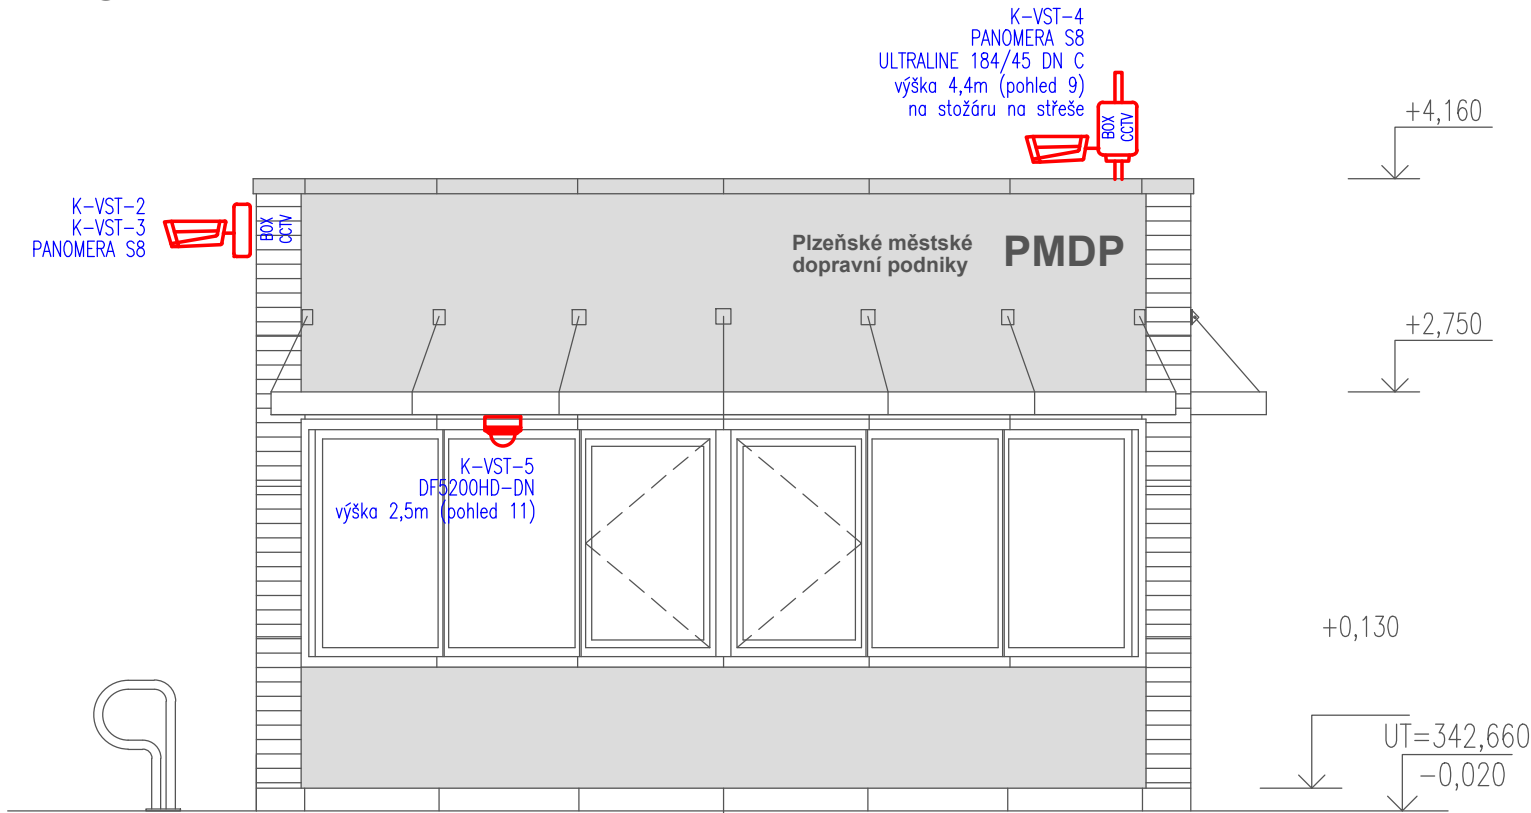 K-VST-4
PANOMERA S8
ULTRALINE 184/45 DN C
výška 4,4m (pohled 9)
na stožáru na střeše
BOX
CCTV
+4,160
K-VST-2
K-VST-3
PANOMERA S8
BOX
CCTV
Plzeňské městské
dopravní podniky
PMDP
+2,750
K-VST-5
DF5200HD-DN
výška 2,5m (pohled 11)
+0,130
UT=342,660
-0,020